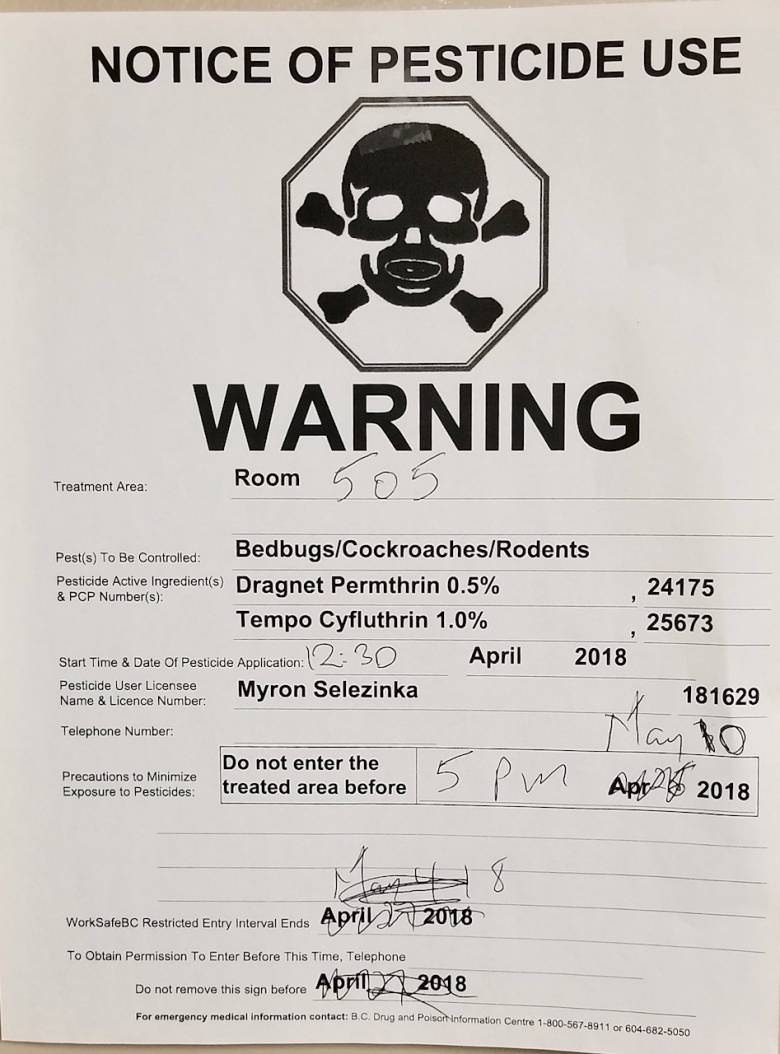 NOTICE OF PESTICIDE USE
WARNING
Treatment Area: Room 505
Pest(s) To Be Controlled: Bedbugs/Cockroaches/Rodents
Pesticide Active Ingredient(s) Dragnet Permthrin 0.5% , 24175
& PCP Number(s):
Tempo Cyfluthrin 1.0% , 25673
Start Time & Date Of Pesticide Application: 12:30 April 2018
Pesticide User Licensee Myron Selezinka
Name & Licence Number: 181629
Telephone Number: May 10
Do not enter the
Precautions to Minimize treated area before 5 pm Apr 2018
Exposure to Pesticides:
8
WorkSafeBC Restricted Entry Interval Ends April 27 2018
To Obtain Permission To Enter Before This Time, Telephone
Do not remove this sign before April 2018
For emergency medical information contact: B.C. Drug and Poison Information Centre 1-800-567-8911 or 604-682-5050